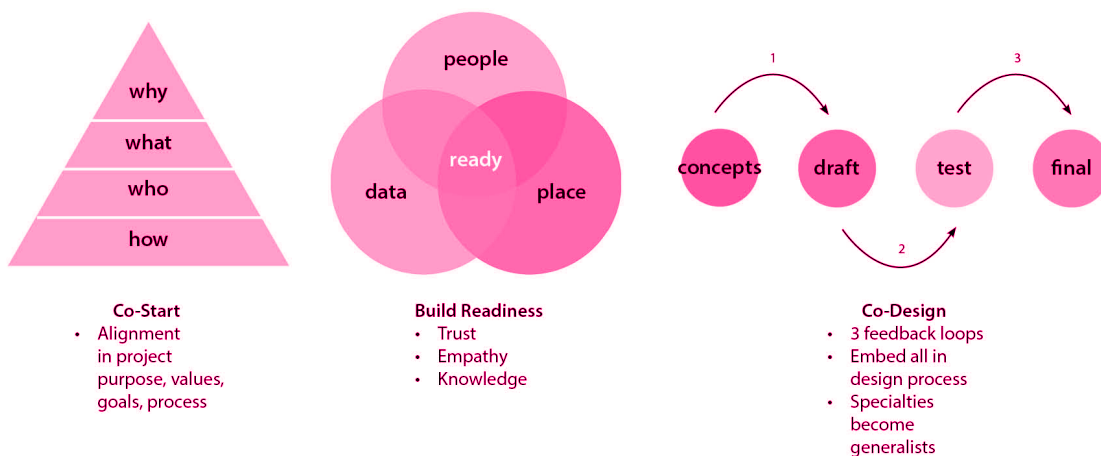 why
what
who
how
people
data
ready
place
1
3
concepts
draft
test
final
2
Co-Start
• Alignment
in project
purpose, values,
goals, process
Build Readiness
• Trust
• Empathy
• Knowledge
Co-Design
• 3 feedback loops
• Embed all in
design process
• Specialties
become
generalists